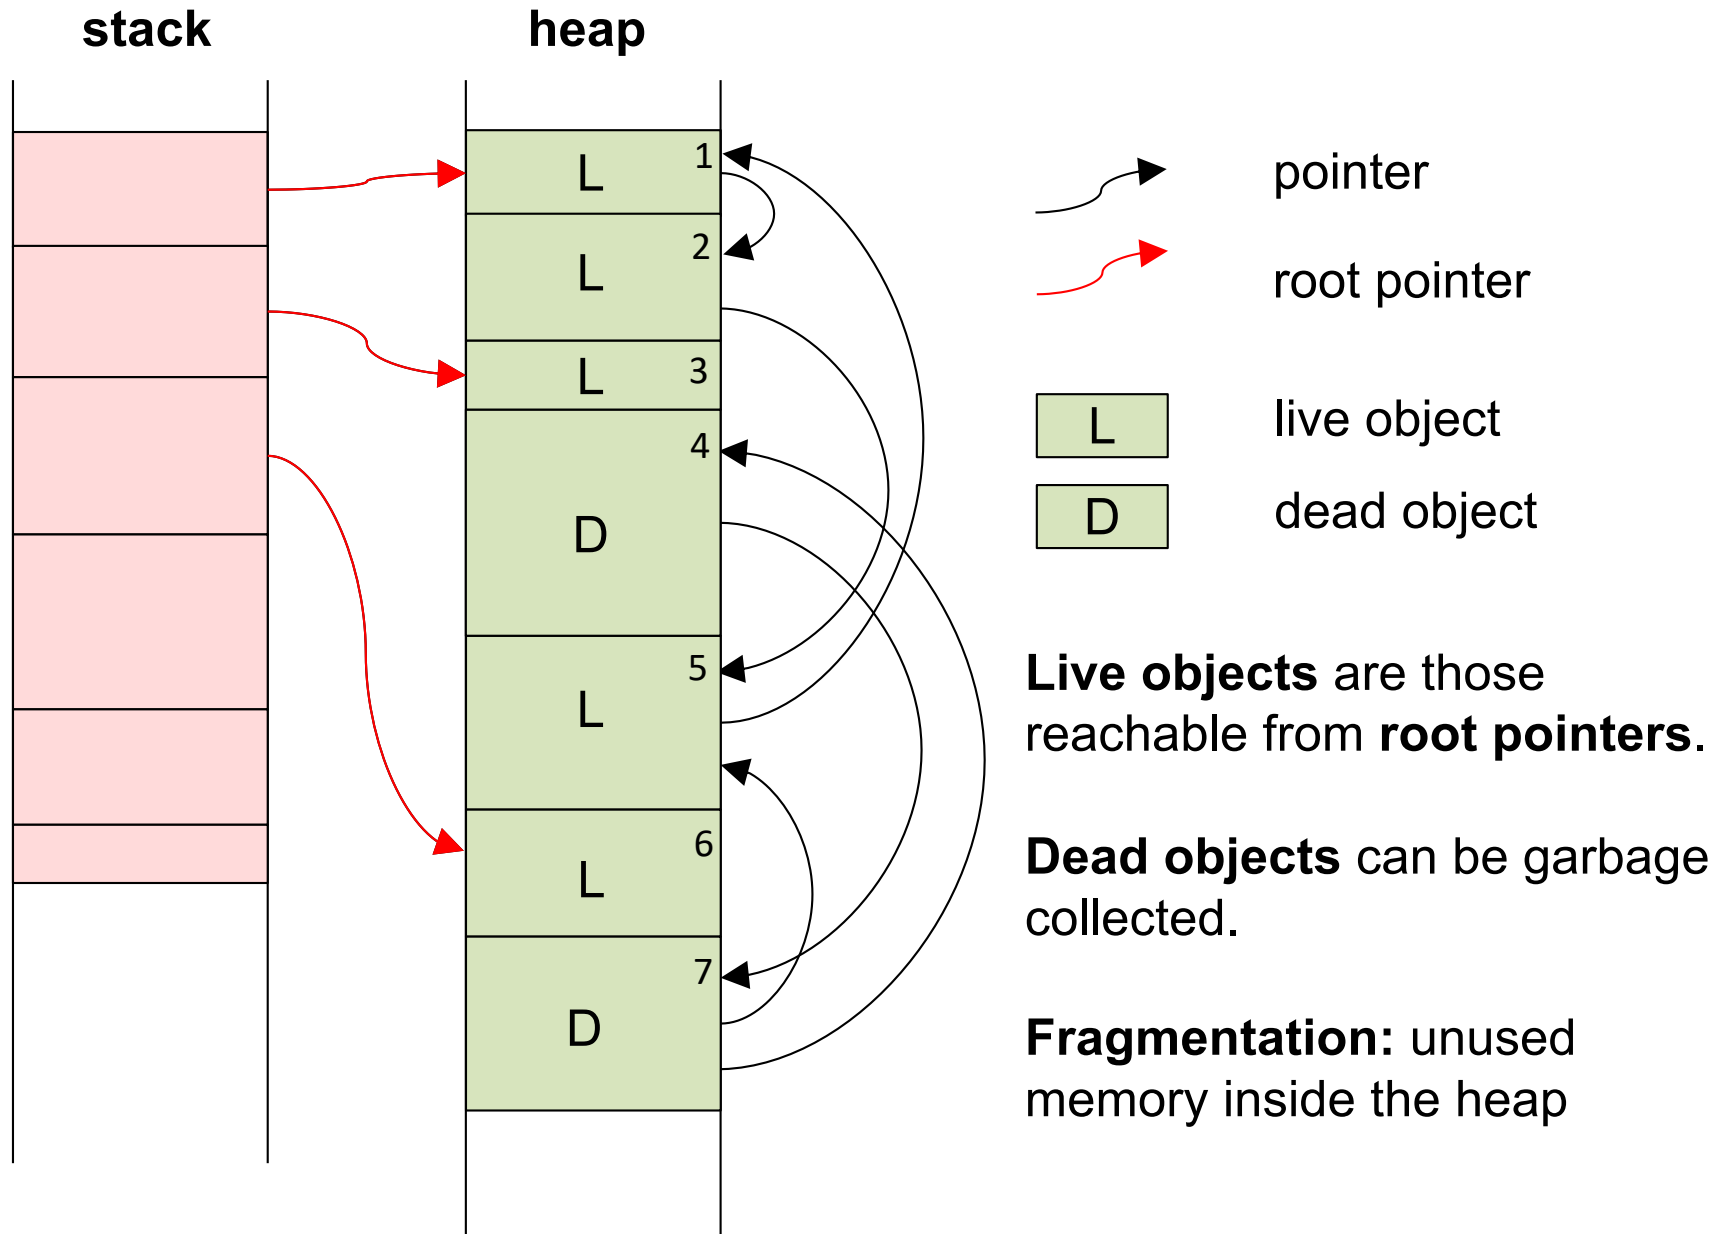 stack
heap
L 1
L 2
L 3
D 4
L 5
L 6
D 7
pointer
root pointer
L live object
D dead object
Live objects are those
reachable from root pointers.
Dead objects can be garbage
collected.
Fragmentation: unused
memory inside the heap